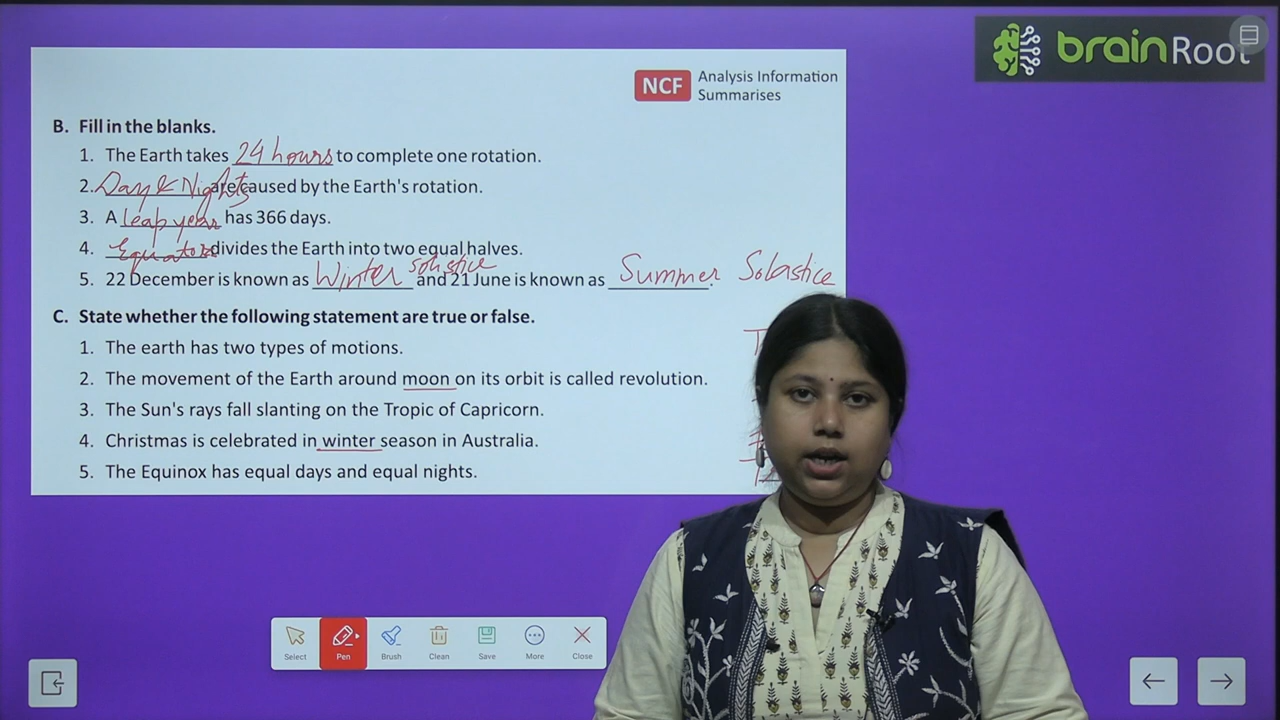 brainRoot
NCF Analysis Information
Summarises
B. Fill in the blanks.
1. The Earth takes 24 hours to complete one rotation.
2. Day & Nights are caused by the Earth's rotation.
3. A leap year has 366 days.
4. Equator divides the Earth into two equal halves.
5. 22 December is known as Winter solstice and 21 June is known as Summer Solastice.
C. State whether the following statement are true or false.
1. The earth has two types of motions. T
2. The movement of the Earth around moon on its orbit is called revolution.
3. The Sun's rays fall slanting on the Tropic of Capricorn.
4. Christmas is celebrated in winter season in Australia.
5. The Equinox has equal days and equal nights.
Select Pen Brush Clean Save More Close